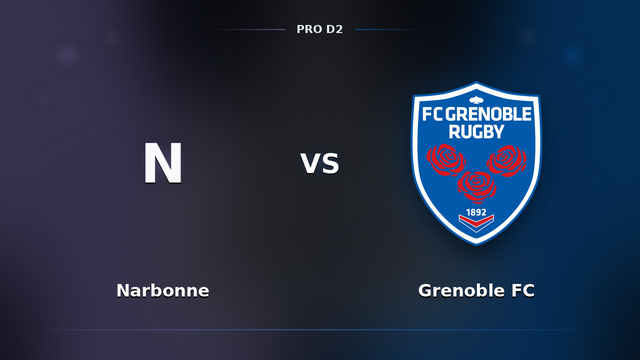 PRO D2
N
VS
FC GRENOBLE
RUGBY
1892
Narbonne
Grenoble FC